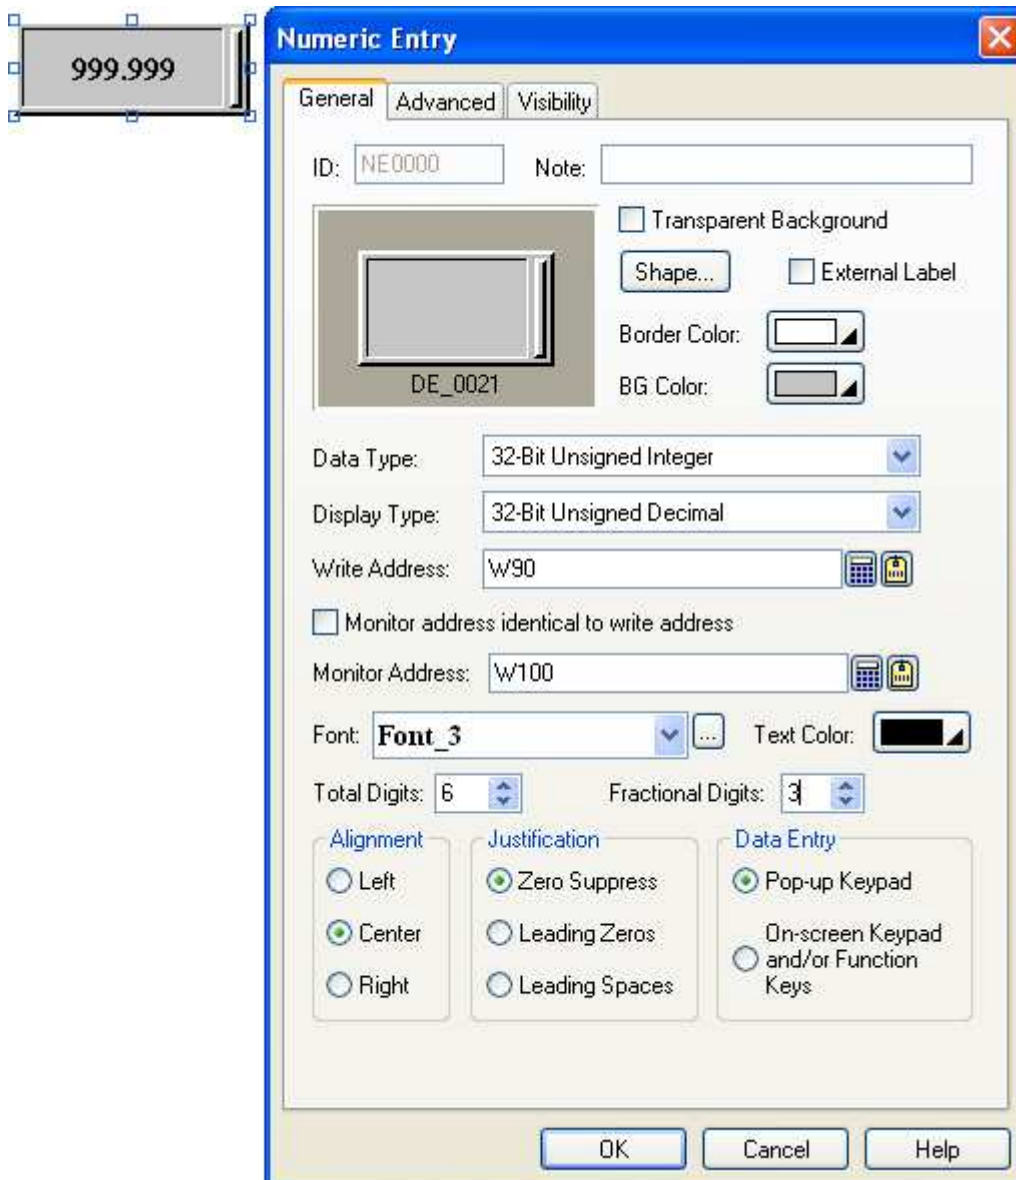 999.999
Numeric Entry
General Advanced Visibility
ID: NE0000 Note:
Transparent Background
Shape... External Label
Border Color:
DE_0021 BG Color:
Data Type: 32-Bit Unsigned Integer
Display Type: 32-Bit Unsigned Decimal
Write Address: W90
Monitor address identical to write address
Monitor Address: W100
Font: Font_3 ... Text Color:
Total Digits: 6 Fractional Digits: 3
Alignment Justification Data Entry
Left Zero Suppress Pop-up Keypad
Center Leading Zeros On-screen Keypad
and/or Function
Right Leading Spaces Keys
OK Cancel Help